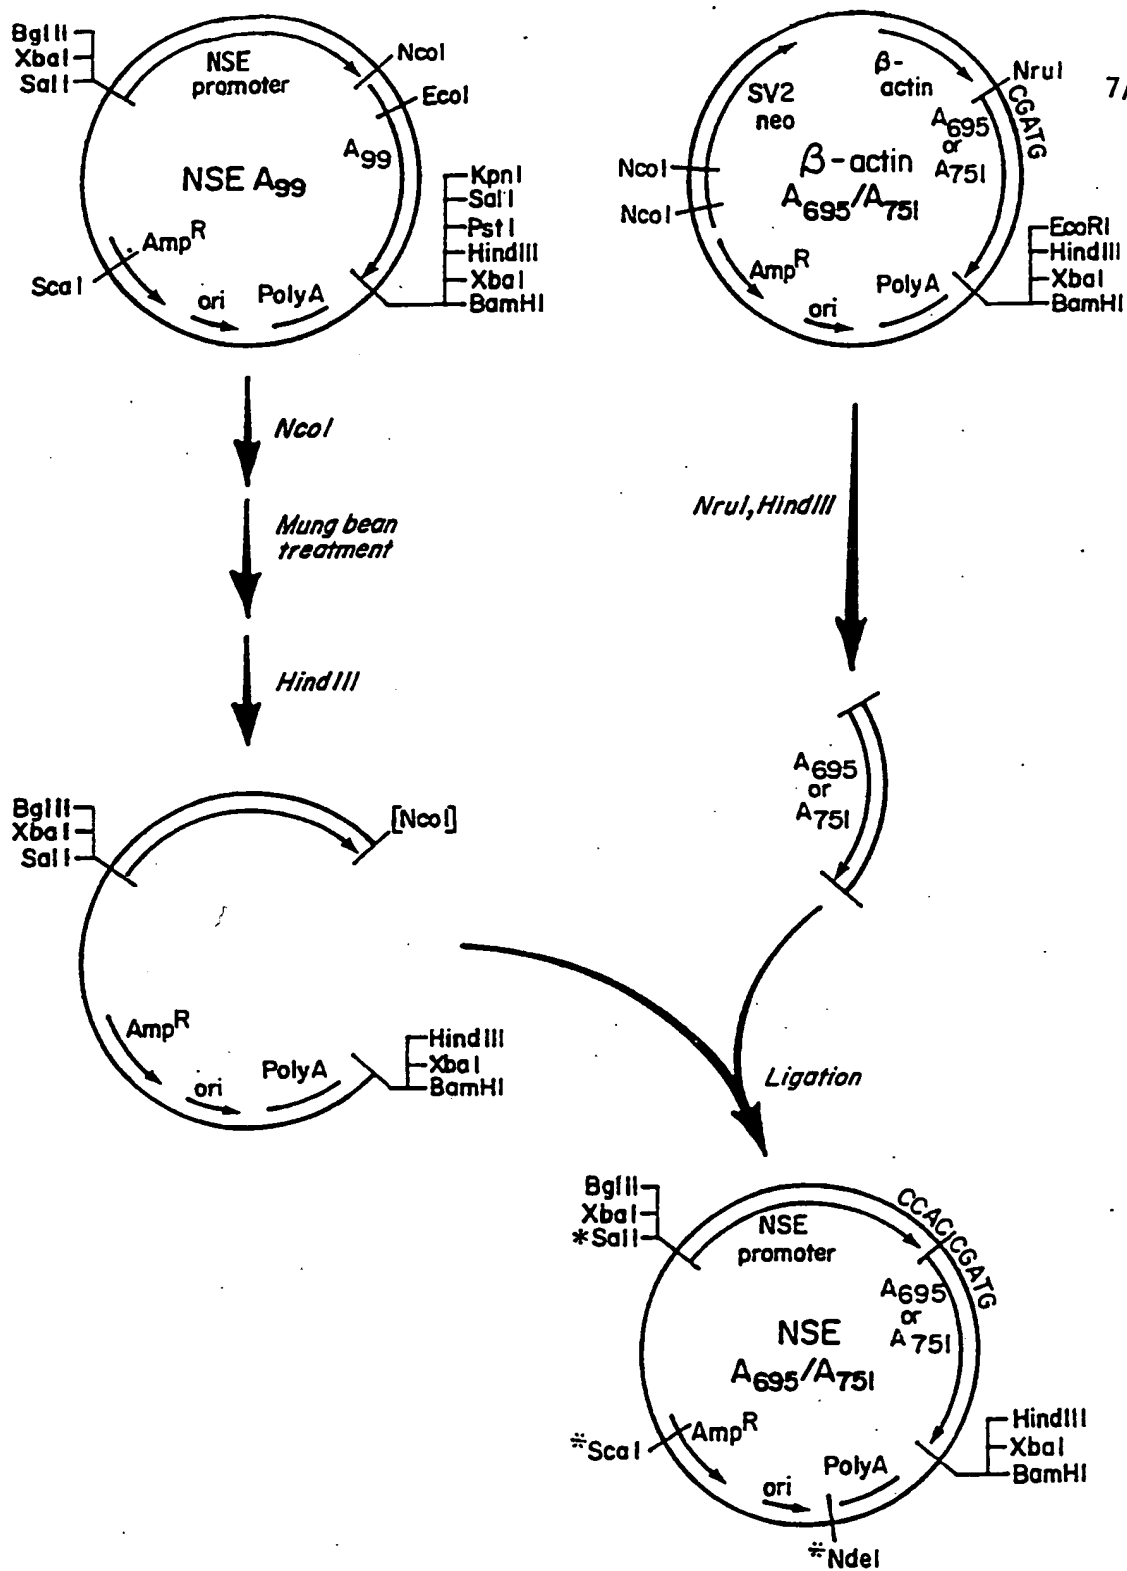 BglII
XbaI
SalI
NSE
promoter
NcoI
EcoI
A99
NSE A99
KpnI
SalI
PstI
HindIII
XbaI
BamHI
AmpR
ScaI
ori
PolyA
SV2
neo
β-
actin
NruI
CGATG
A695
or
A751
7/
NcoI
NcoI
β-actin
A695/A751
EcoRI
HindIII
XbaI
BamHI
AmpR
ori
PolyA
NcoI
Mung bean
treatment
HindIII
NruI, HindIII
A695
or
A751
BglII
XbaI
SalI
[NcoI]
AmpR
ori
PolyA
HindIII
XbaI
BamHI
Ligation
BglII
XbaI
*SalI
NSE
promoter
CCAC|CGATG
A695
or
A751
NSE
A695/A751
HindIII
XbaI
BamHI
AmpR
*ScaI
ori
PolyA
*NdeI